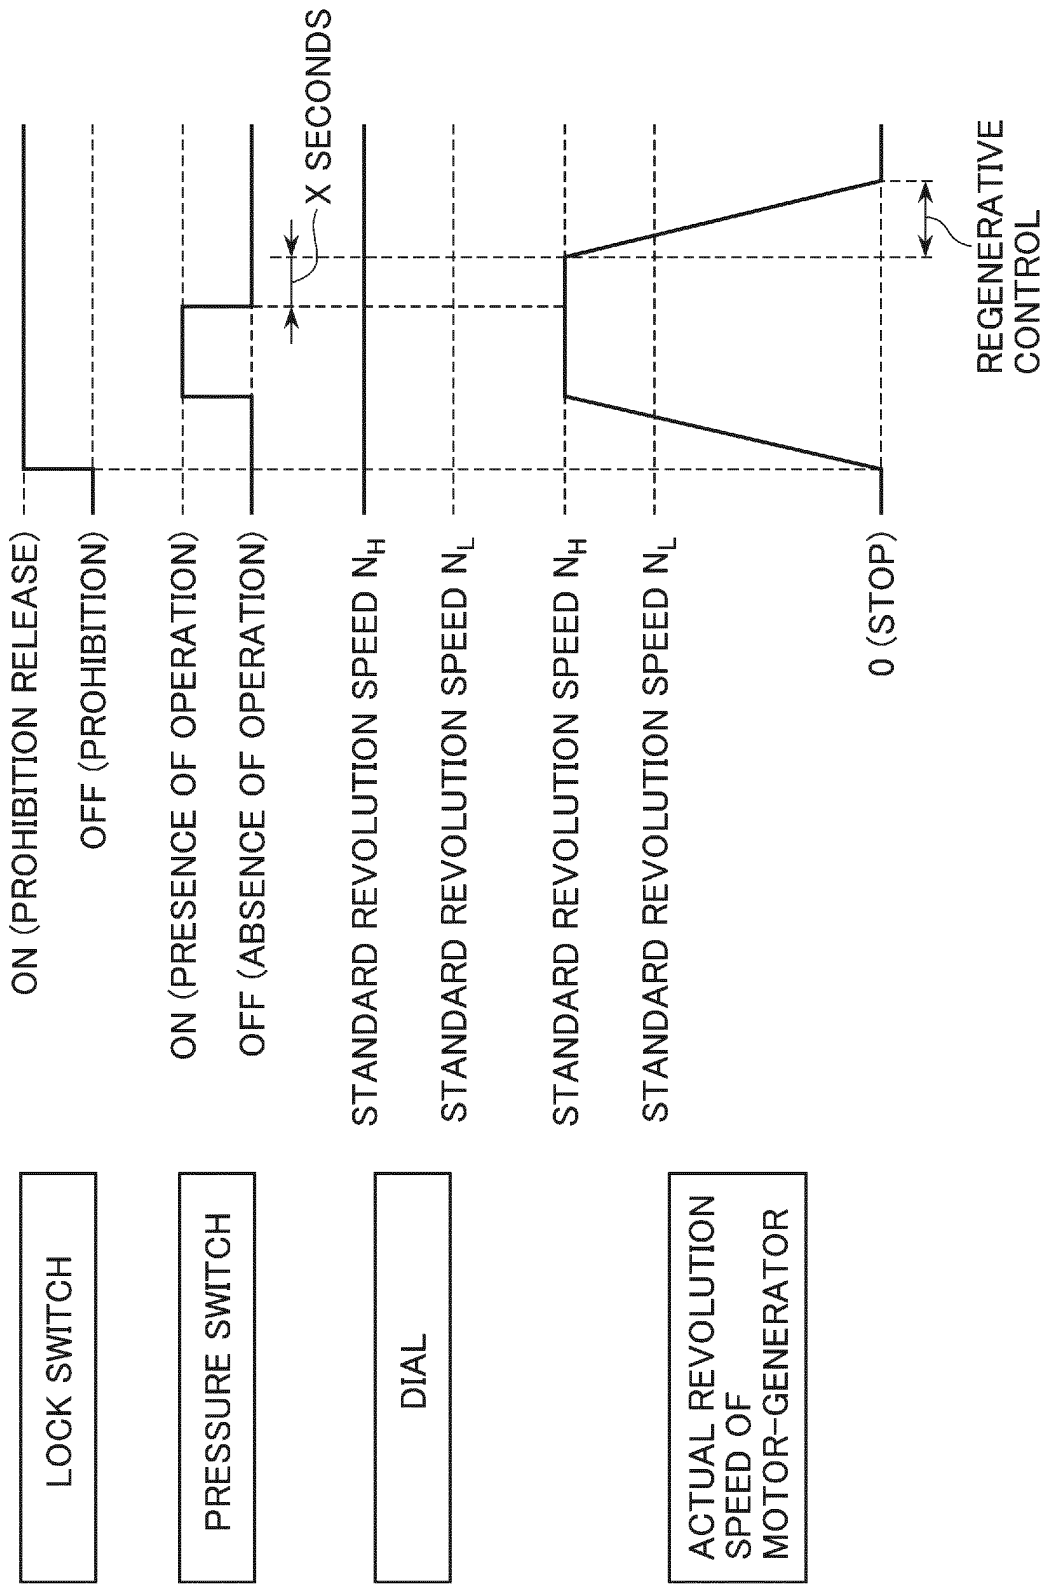 LOCK SWITCH
ON (PROHIBITION RELEASE)
OFF (PROHIBITION)
PRESSURE SWITCH
ON (PRESENCE OF OPERATION)
OFF (ABSENCE OF OPERATION)
X SECONDS
DIAL
STANDARD REVOLUTION SPEED NH
STANDARD REVOLUTION SPEED NL
ACTUAL REVOLUTION
SPEED OF
MOTOR-GENERATOR
STANDARD REVOLUTION SPEED NH
STANDARD REVOLUTION SPEED NL
0 (STOP)
REGENERATIVE
CONTROL